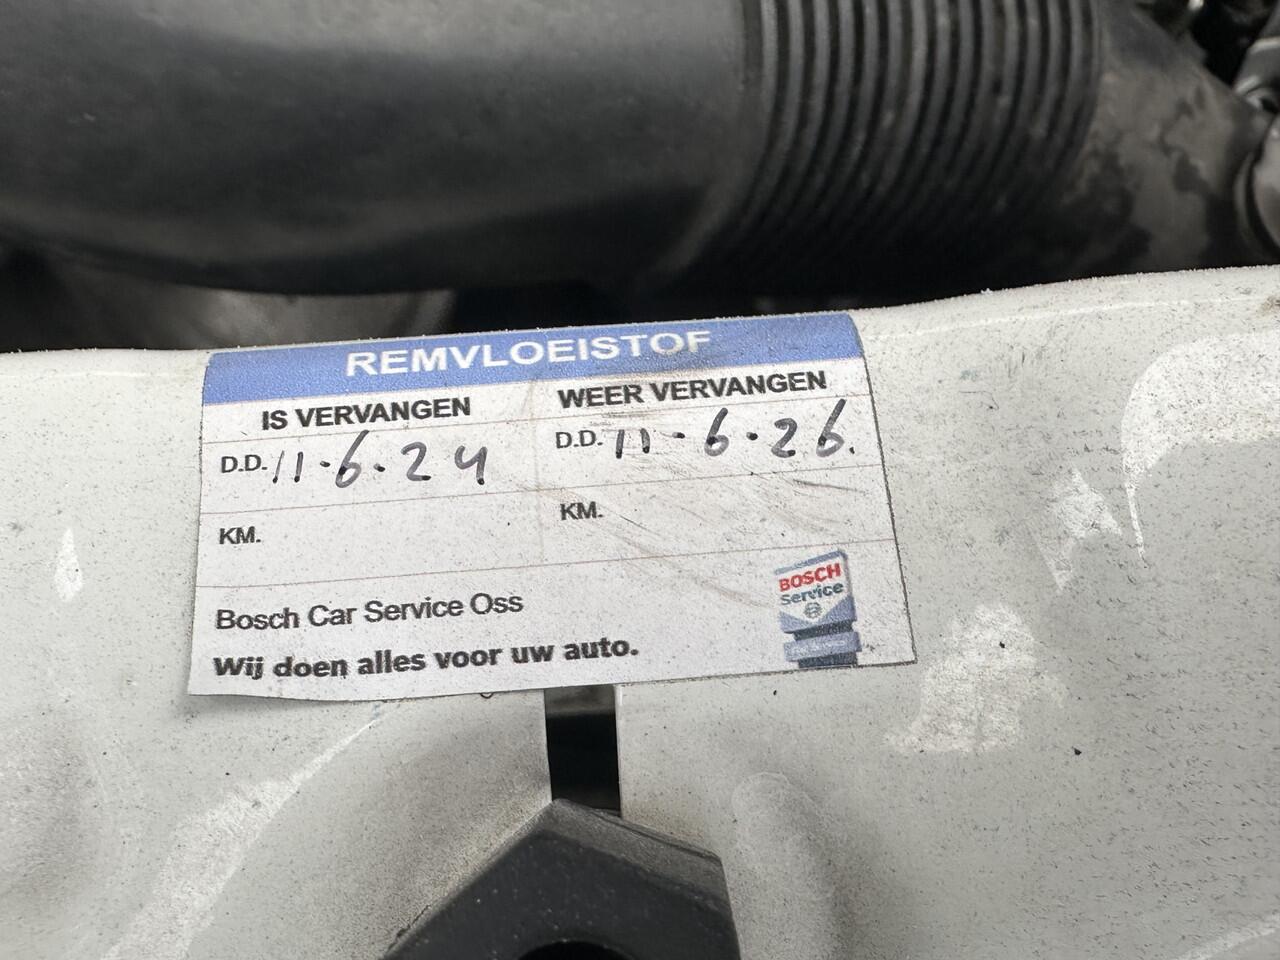 REMVLOEISTOF
IS VERVANGEN WEER VERVANGEN
D.D. 11-6-24 D.D. 11-6-26.
KM. KM.
Bosch Car Service Oss
Wij doen alles voor uw auto.
BOSCH
Service